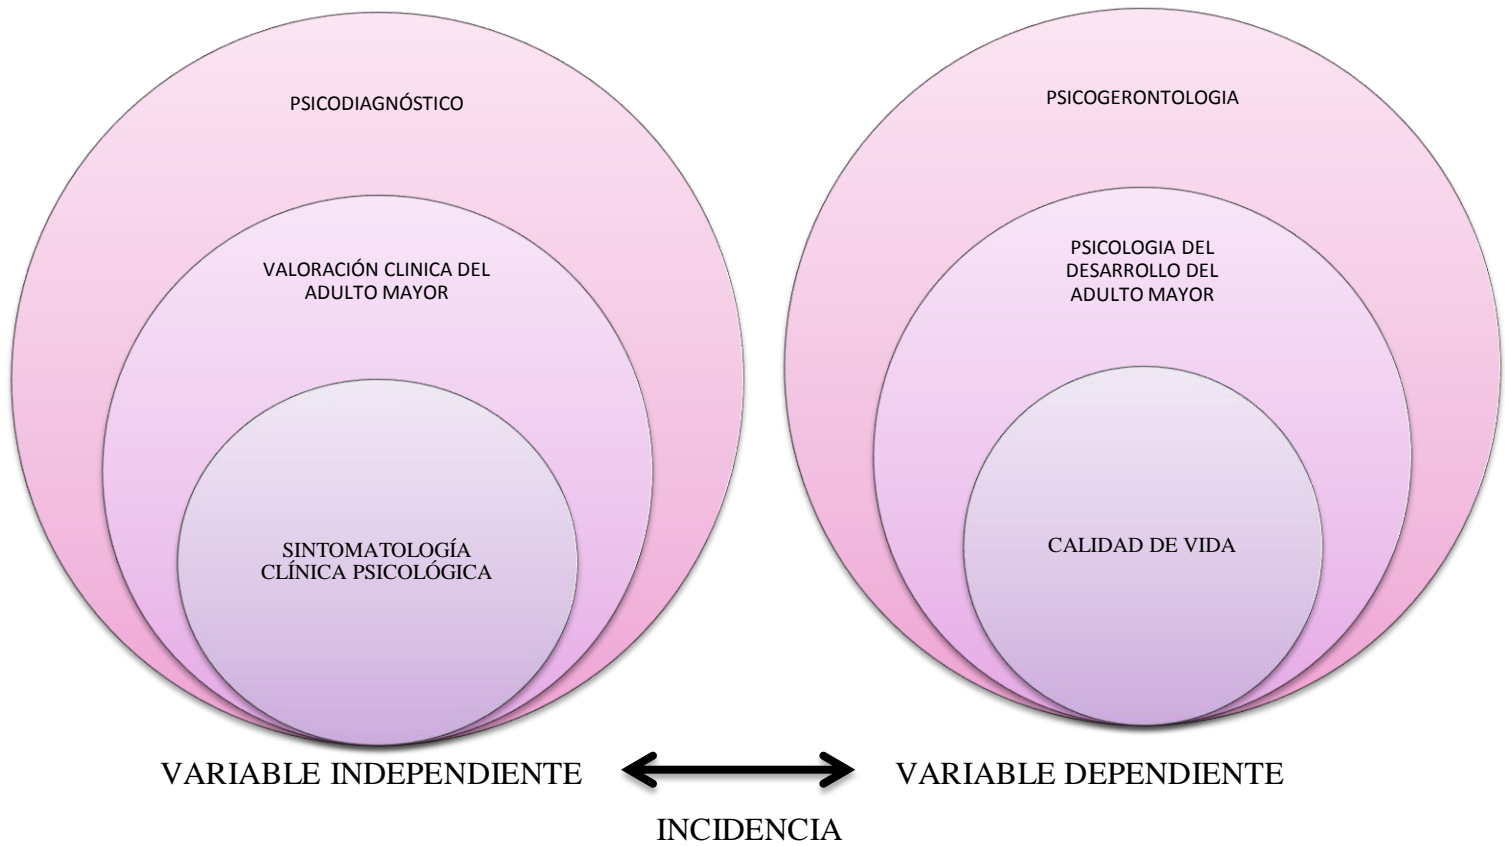 PSICODIAGNÓSTICO
VALORACIÓN CLINICA DEL
ADULTO MAYOR
SINTOMATOLOGÍA
CLÍNICA PSICOLÓGICA
PSICOGERONTOLOGIA
PSICOLOGIA DEL
DESARROLLO DEL
ADULTO MAYOR
CALIDAD DE VIDA
VARIABLE INDEPENDIENTE
VARIABLE DEPENDIENTE
INCIDENCIA